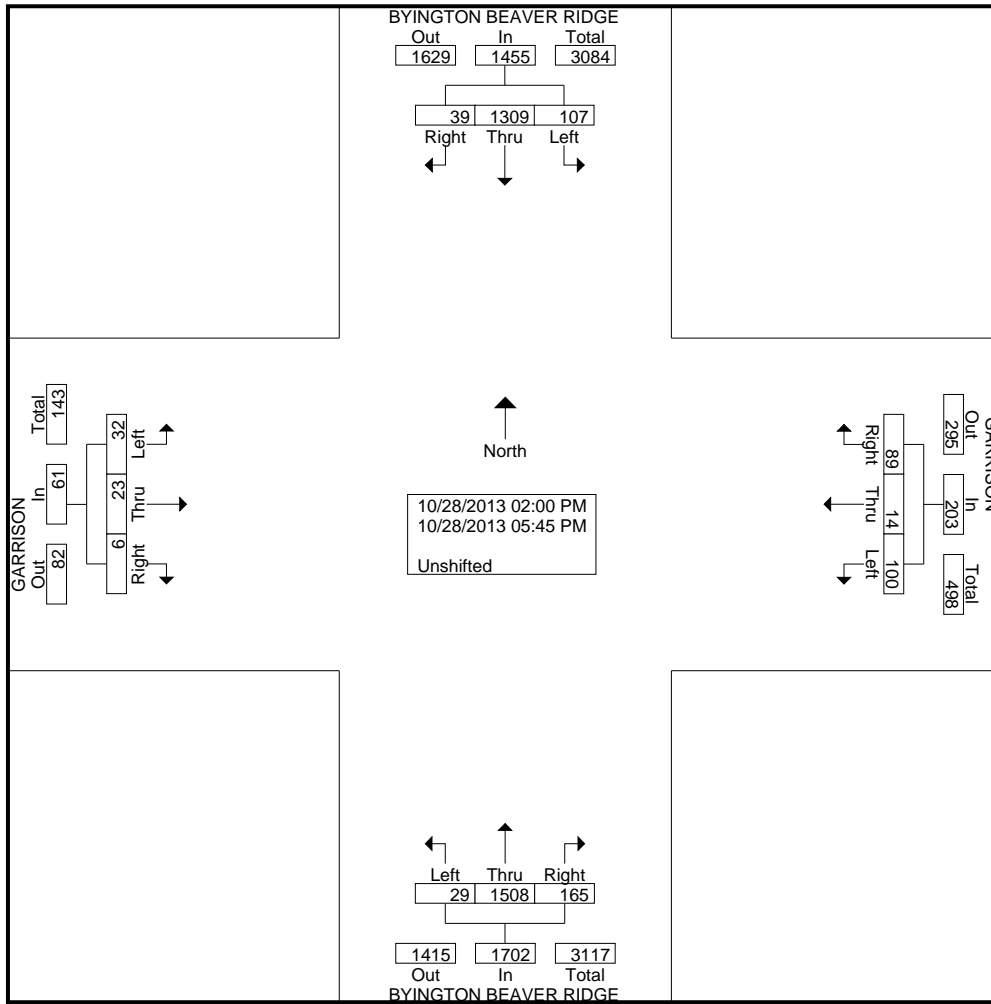 BYINGTON BEAVER RIDGE
Out In Total
1629 1455 3084
39 1309 107
Right Thru Left
Total In Out
143 61 82
GARRISON
32 23 6
Left Thru Right
North
10/28/2013 02:00 PM
10/28/2013 05:45 PM
Unshifted
Right Thru Left
89 14 100
GARRISON
Out In Total
295 203 498
Left Thru Right
29 1508 165
1415 1702 3117
Out In Total
BYINGTON BEAVER RIDGE